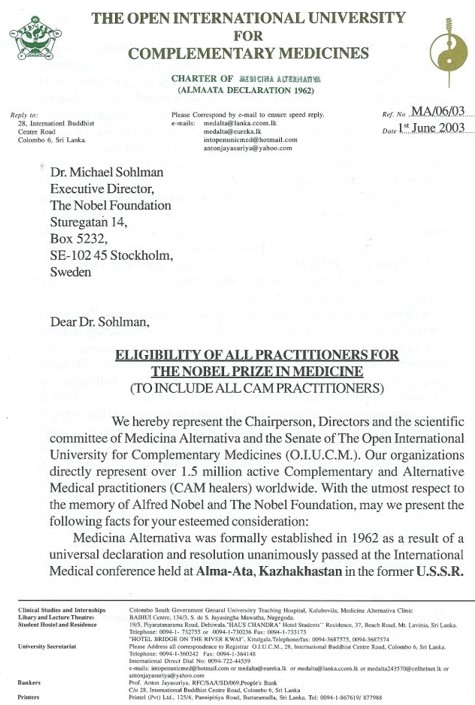 THE OPEN INTERNATIONAL UNIVERSITY
FOR
COMPLEMENTARY MEDICINES
CHARTER OF MEDICINA ALTERNATIVA
(ALMAATA DECLARATION 1962)
Reply to:
28, International Buddhist
Centre Road
Colombo 6, Sri Lanka.
Please Correspond by e-mail to ensure speed reply.
e-mails: medalta@lanka.ccom.lk
medalta@eureka.lk
intopenunicmed@hotmail.com
antonjayasuriya@yahoo.com
Ref. No MA/06/03
Date 1st June 2003
Dr. Michael Sohlman
Executive Director,
The Nobel Foundation
Sturegatan 14,
Box 5232,
SE-102 45 Stockholm,
Sweden
Dear Dr. Sohlman,
ELIGIBILITY OF ALL PRACTITIONERS FOR
THE NOBEL PRIZE IN MEDICINE
(TO INCLUDE ALL CAM PRACTITIONERS)
We hereby represent the Chairperson, Directors and the scientific
committee of Medicina Alternativa and the Senate of The Open International
University for Complementary Medicines (O.I.U.C.M.). Our organizations
directly represent over 1.5 million active Complementary and Alternative
Medical practitioners (CAM healers) worldwide. With the utmost respect to
the memory of Alfred Nobel and The Nobel Foundation, may we present the
following facts for your esteemed consideration:
Medicina Alternativa was formally established in 1962 as a result of a
universal declaration and resolution unanimously passed at the International
Medical conference held at Alma-Ata, Kazhakhastan in the former U.S.S.R.
Clinical Studies and Internships Colombo South Government General University Teaching Hospital, Kalubovila, Medicina Alternativa Clinic
Libary and Lecture Theatre: BAIHUI Centre, 134/5, S. de S. Jayasingha Mawatha, Nugegoda.
Student Hostel and Residence 19/5, Piyaratanarama Road, Dehiwela, "HAUS CHANDRA" Hotel Students" Residence, 37, Beach Road, Mt. Lavinia, Sri Lanka.
Telephone: 0094-1- 732755 or 1-730236 Fax: 0094-1-733173
"HOTEL BRIDGE ON THE RIVER KWAI", Kitulgala.Telephone/fax: 0094-3687575, 0094-3687574
University Secretariat Please Address all correspondence to Registrar O.I.U.C.M., 28, International Buddhist Centre Road, Colombo 6, Sri Lanka.
Telephone: 0094-1-360242 Fax: 0094-1-364148
International Direct Dial No: 0094-722-44559
e-mails: intopenunicmed@hotmail.com or medalta@eureka.lk or medalta@lanka.ccom.lk or medalta24357@celltelnet.lk or
antonjayasuriya@yahoo.com
Bankers Prof. Anton Jayasuriya. RFC/SA/USD/069,People's Bank
C/o 28, International Buddhist Centre Road, Colombo 6, Sri Lanka
Printers Printel (Pvt) Ltd., 125/4, Pannipitiya Road, Battaramulla, Sri Lanka. Tel: 0094-1-867619/ 877988